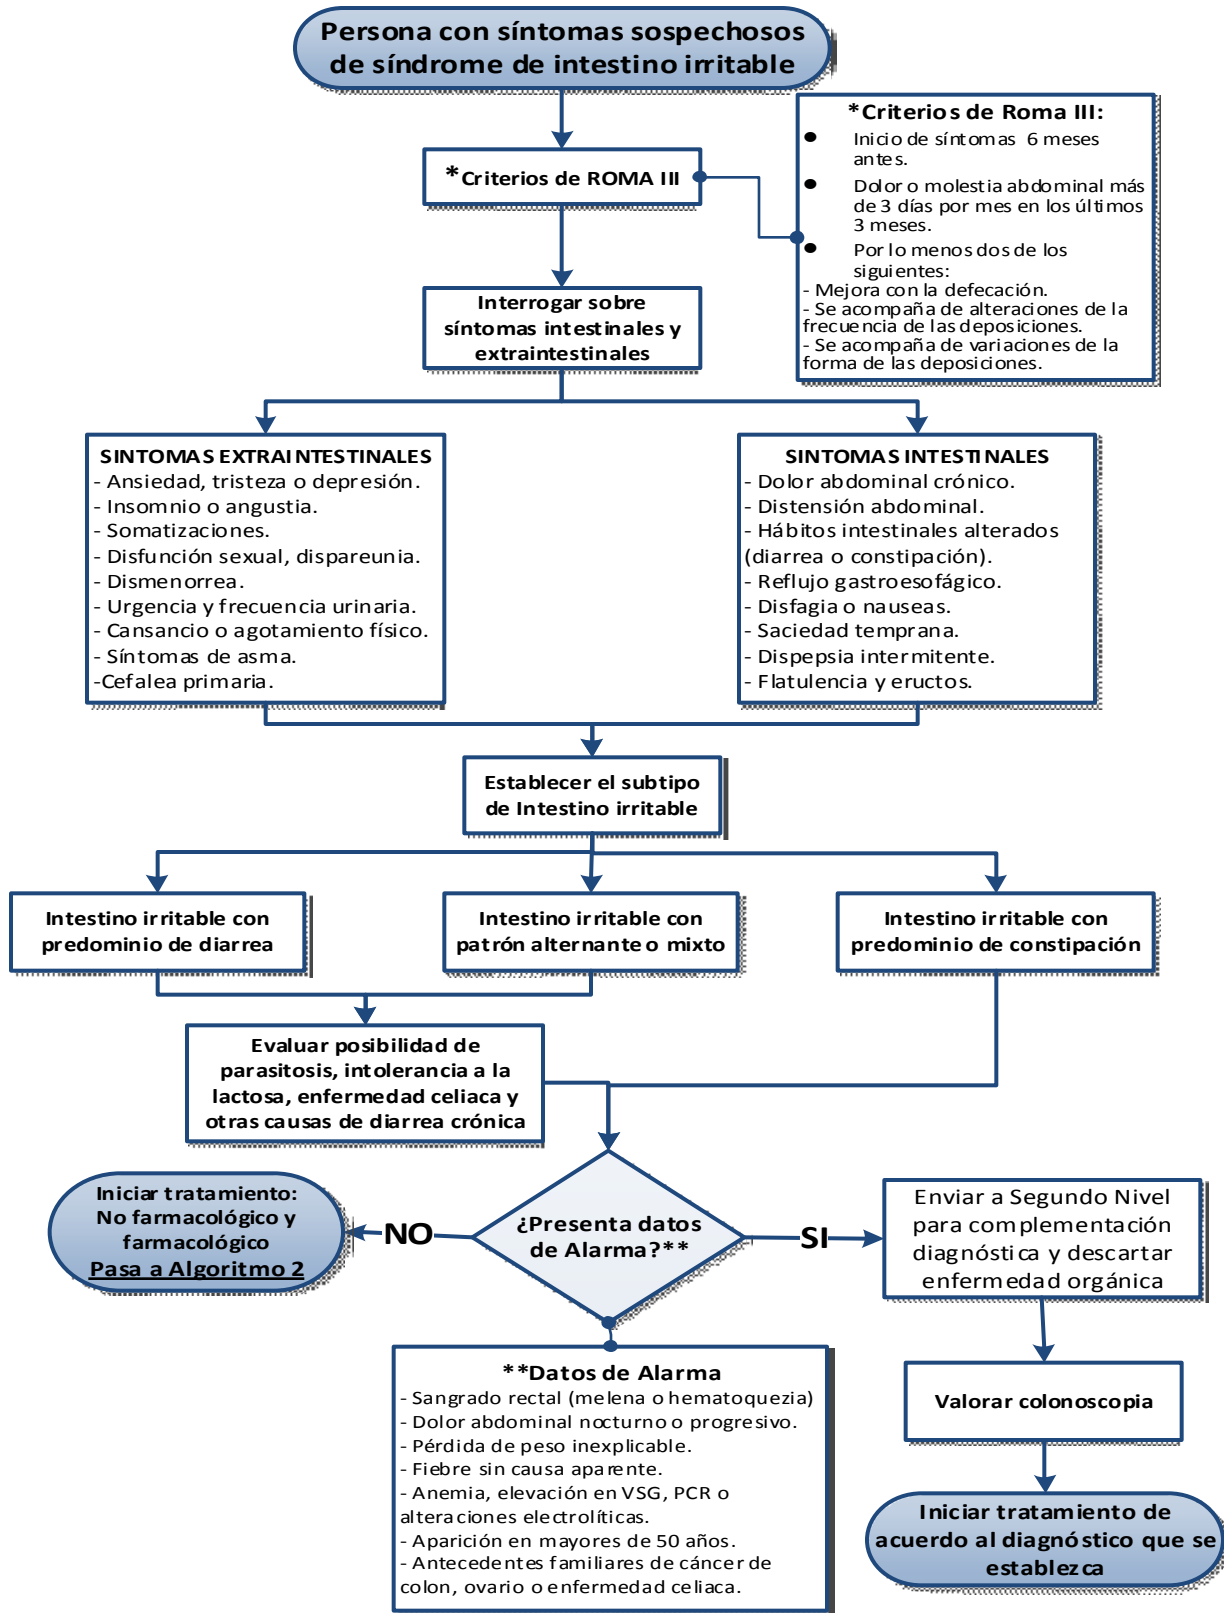 Persona con síntomas sospechosos
de síndrome de intestino irritable
*Criterios de ROMA III
*Criterios de Roma III:
● Inicio de síntomas 6 meses
antes.
● Dolor o molestia abdominal más
de 3 días por mes en los últimos
3 meses.
● Por lo menos dos de los
siguientes:
- Mejora con la defecación.
- Se acompaña de alteraciones de la
frecuencia de las deposiciones.
- Se acompaña de variaciones de la
forma de las deposiciones.
Interrogar sobre
síntomas intestinales y
extraintestinales
SINTOMAS EXTRAINTESTINALES
- Ansiedad, tristeza o depresión.
- Insomnio o angustia.
- Somatizaciones.
- Disfunción sexual, dispareunia.
- Dismenorrea.
- Urgencia y frecuencia urinaria.
- Cansancio o agotamiento físico.
- Síntomas de asma.
-Cefalea primaria.
SINTOMAS INTESTINALES
- Dolor abdominal crónico.
- Distensión abdominal.
- Hábitos intestinales alterados
(diarrea o constipación).
- Reflujo gastroesofágico.
- Disfagia o nauseas.
- Saciedad temprana.
- Dispepsia intermitente.
- Flatulencia y eructos.
Establecer el subtipo
de Intestino irritable
Intestino irritable con
predominio de diarrea
Intestino irritable con
patrón alternante o mixto
Intestino irritable con
predominio de constipación
Evaluar posibilidad de
parasitosis, intolerancia a la
lactosa, enfermedad celiaca y
otras causas de diarrea crónica
¿Presenta datos
de Alarma?**
NO
SI
Iniciar tratamiento:
No farmacológico y
farmacológico
Pasa a Algoritmo 2
Enviar a Segundo Nivel
para complementación
diagnóstica y descartar
enfermedad orgánica
**Datos de Alarma
- Sangrado rectal (melena o hematoquezia)
- Dolor abdominal nocturno o progresivo.
- Pérdida de peso inexplicable.
- Fiebre sin causa aparente.
- Anemia, elevación en VSG, PCR o
alteraciones electrolíticas.
- Aparición en mayores de 50 años.
- Antecedentes familiares de cáncer de
colon, ovario o enfermedad celiaca.
Valorar colonoscopia
Iniciar tratamiento de
acuerdo al diagnóstico que se
establezca